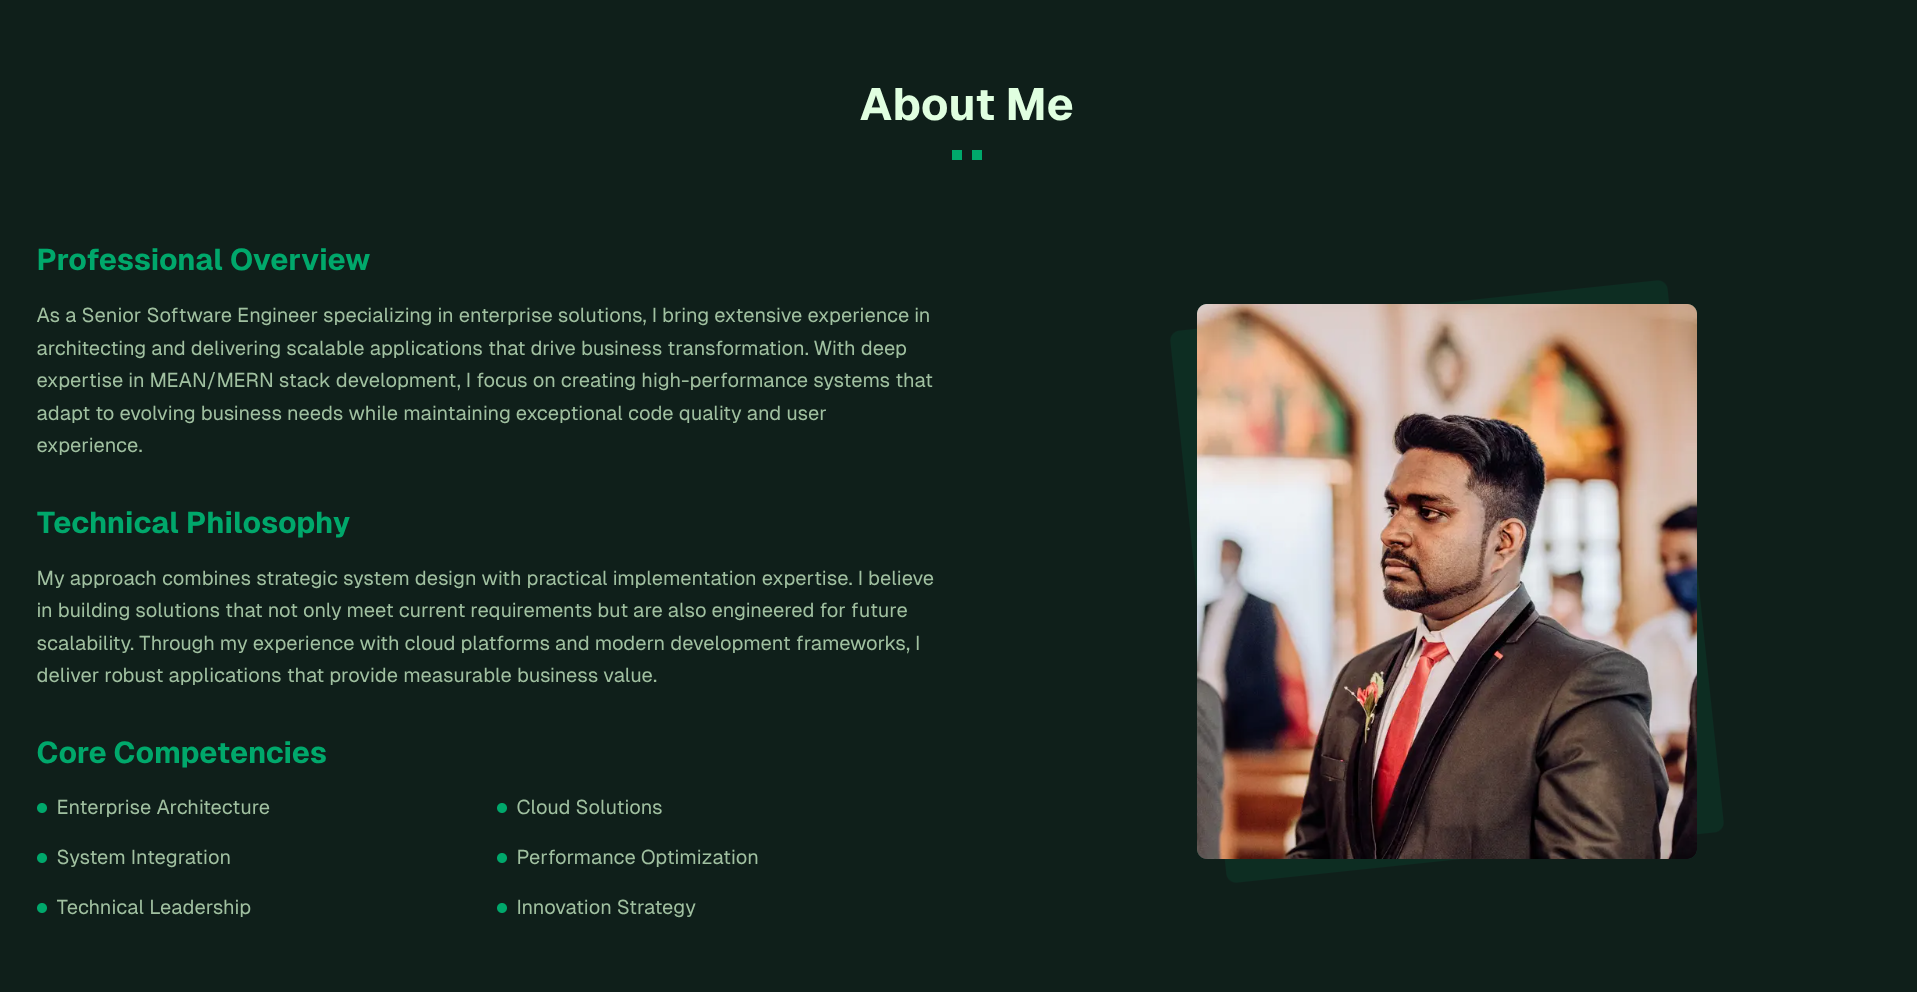 About Me
Professional Overview
As a Senior Software Engineer specializing in enterprise solutions, I bring extensive experience in
architecting and delivering scalable applications that drive business transformation. With deep
expertise in MEAN/MERN stack development, I focus on creating high-performance systems that
adapt to evolving business needs while maintaining exceptional code quality and user
experience.
Technical Philosophy
My approach combines strategic system design with practical implementation expertise. I believe
in building solutions that not only meet current requirements but are also engineered for future
scalability. Through my experience with cloud platforms and modern development frameworks, I
deliver robust applications that provide measurable business value.
Core Competencies
Enterprise Architecture
Cloud Solutions
System Integration
Performance Optimization
Technical Leadership
Innovation Strategy